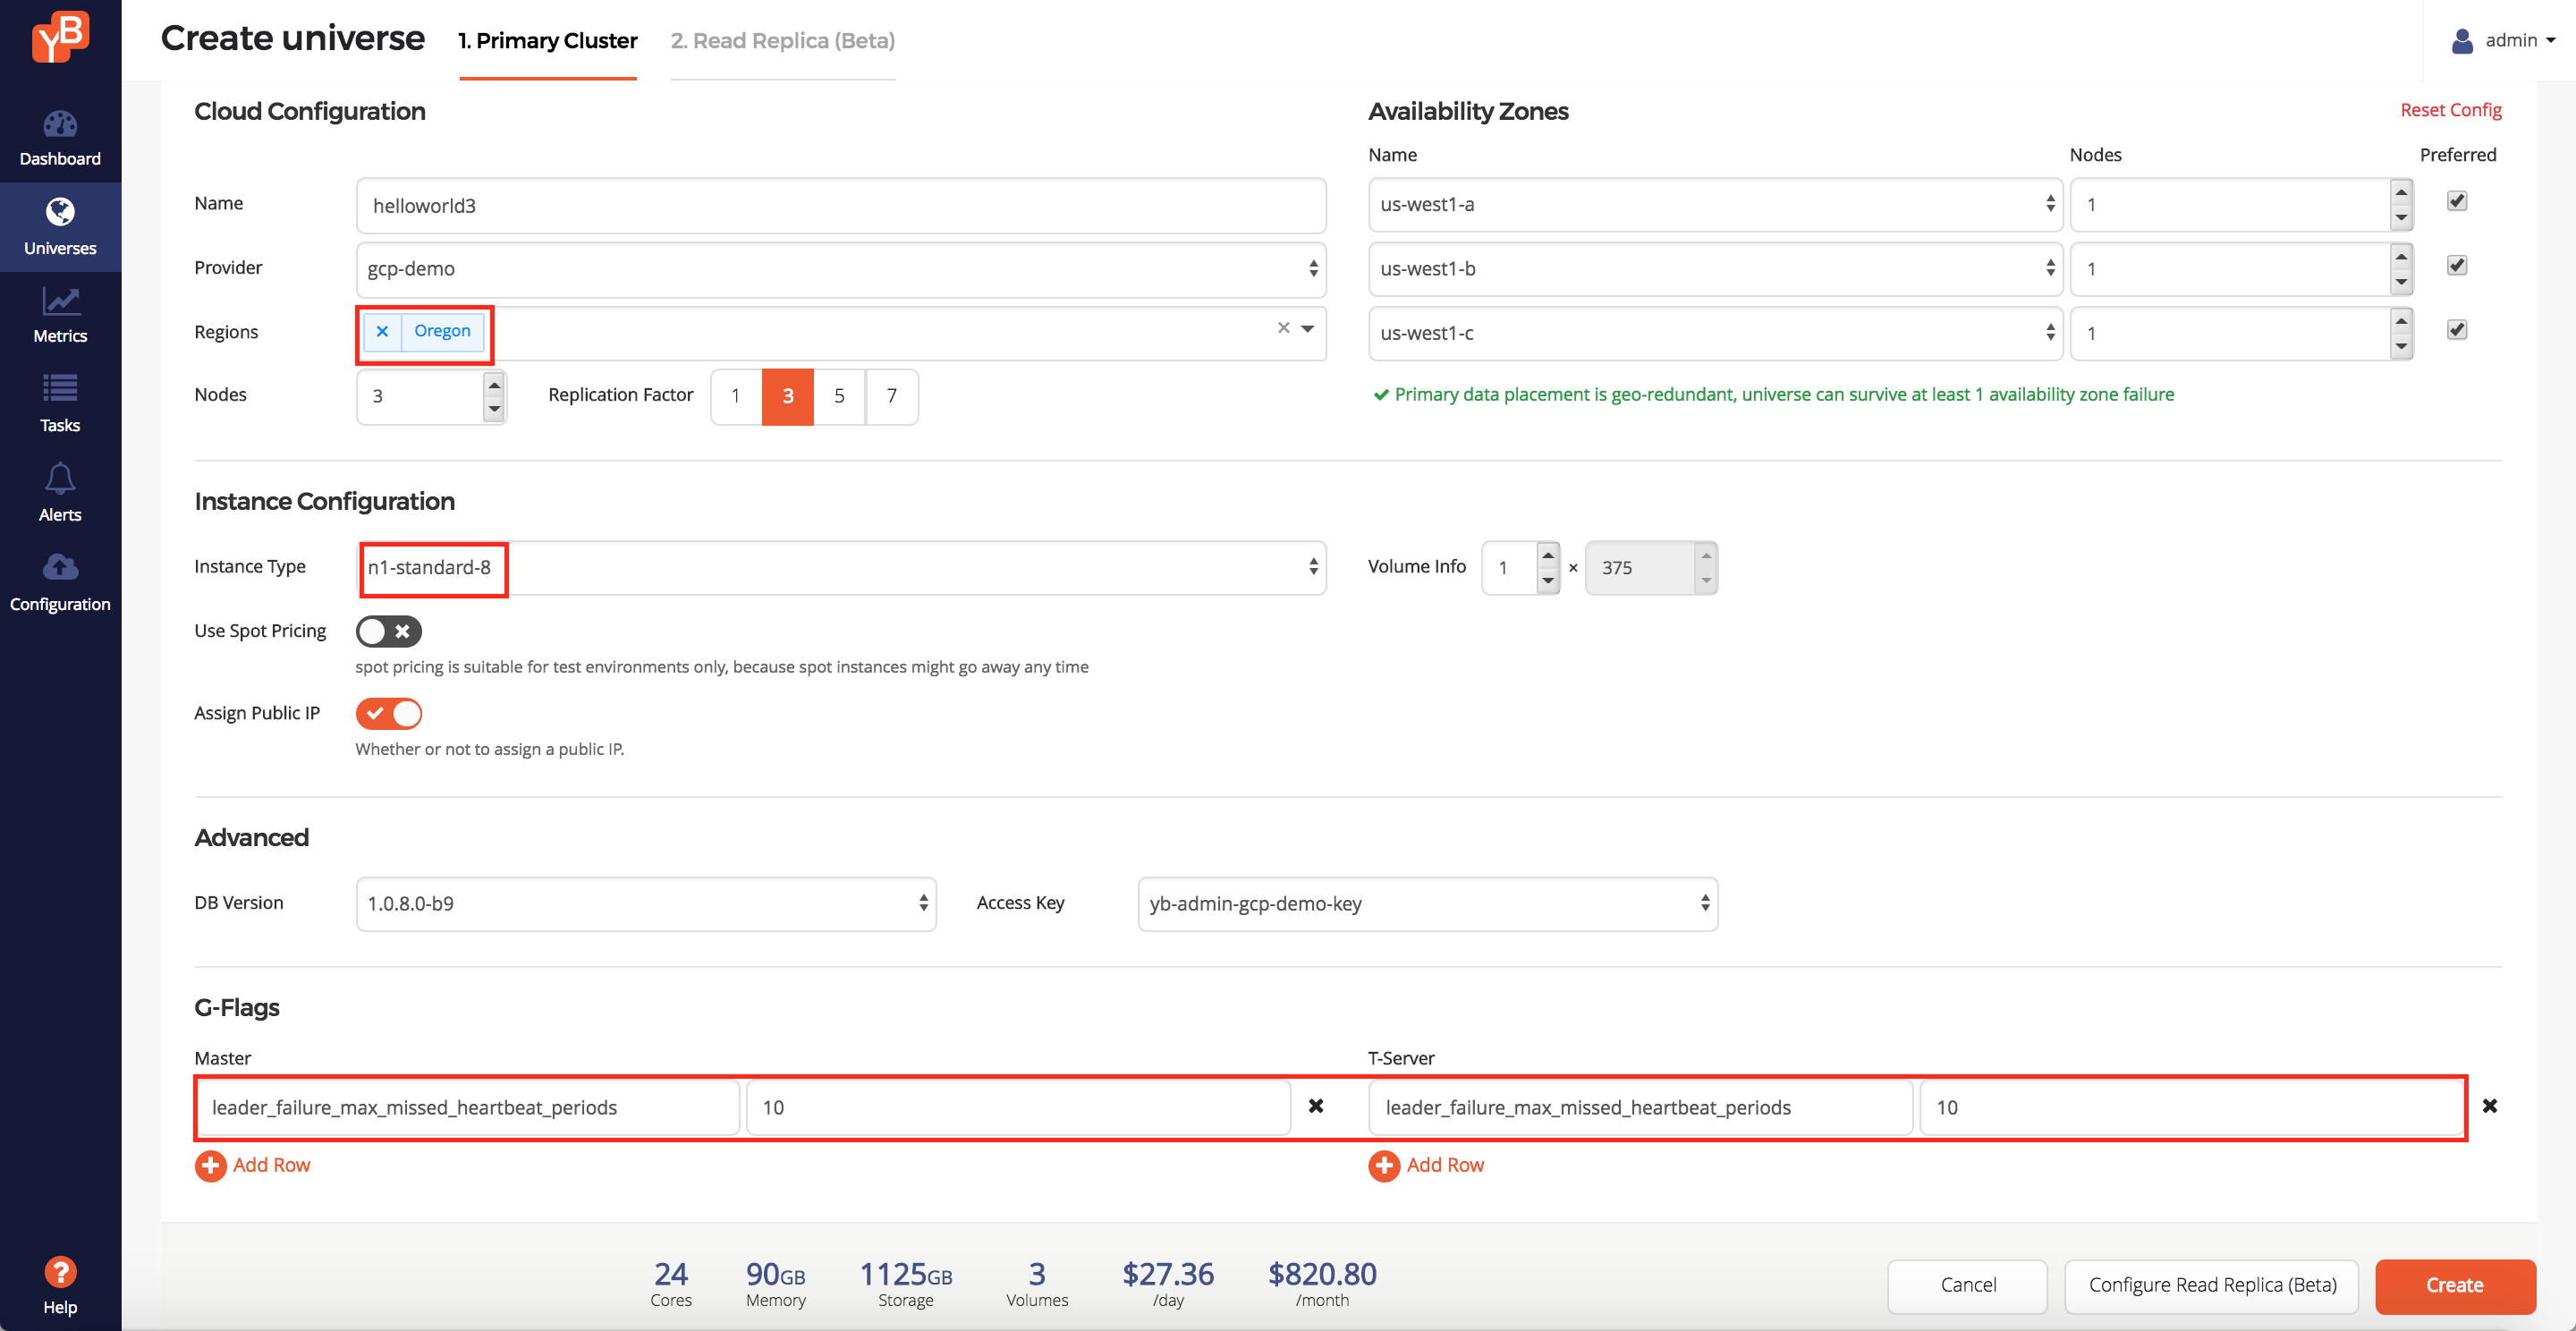 YB
Create universe
1. Primary Cluster
2. Read Replica (Beta)
admin
Dashboard
Universes
Metrics
Tasks
Alerts
Configuration
Help
Cloud Configuration
Name
helloworld3
Provider
gcp-demo
Regions
× Oregon
×
Nodes
3
Replication Factor
1 3 5 7
Availability Zones
Reset Config
Name Nodes Preferred
us-west1-a 1
us-west1-b 1
us-west1-c 1
Primary data placement is geo-redundant, universe can survive at least 1 availability zone failure
Instance Configuration
Instance Type
n1-standard-8
Volume Info
1 × 375
Use Spot Pricing
spot pricing is suitable for test environments only, because spot instances might go away any time
Assign Public IP
Whether or not to assign a public IP.
Advanced
DB Version
1.0.8.0-b9
Access Key
yb-admin-gcp-demo-key
G-Flags
Master
leader_failure_max_missed_heartbeat_periods 10
Add Row
T-Server
leader_failure_max_missed_heartbeat_periods 10
Add Row
24
Cores
90GB
Memory
1125GB
Storage
3
Volumes
$27.36
/day
$820.80
/month
Cancel
Configure Read Replica (Beta)
Create